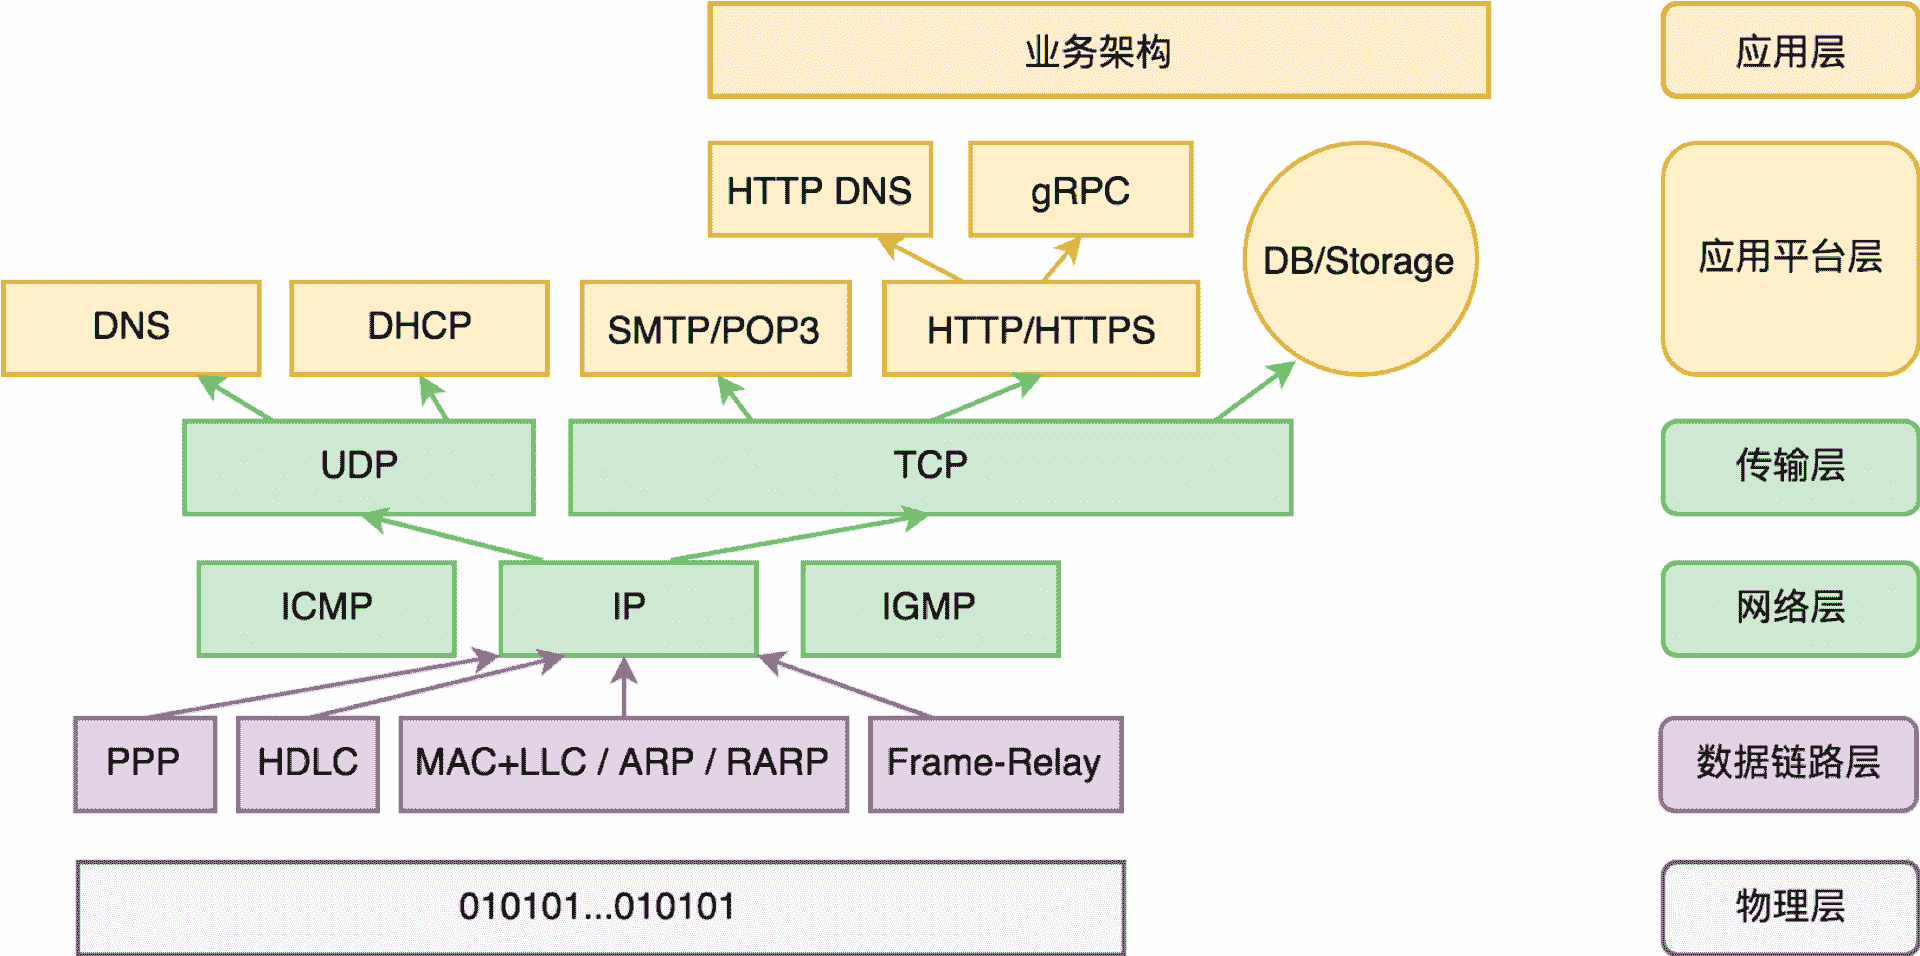 业务架构
应用层
HTTP DNS
gRPC
DB/Storage
应用平台层
DNS
DHCP
SMTP/POP3
HTTP/HTTPS
UDP
TCP
传输层
ICMP
IP
IGMP
网络层
PPP
HDLC
MAC+LLC / ARP / RARP
Frame-Relay
数据链路层
010101...010101
物理层